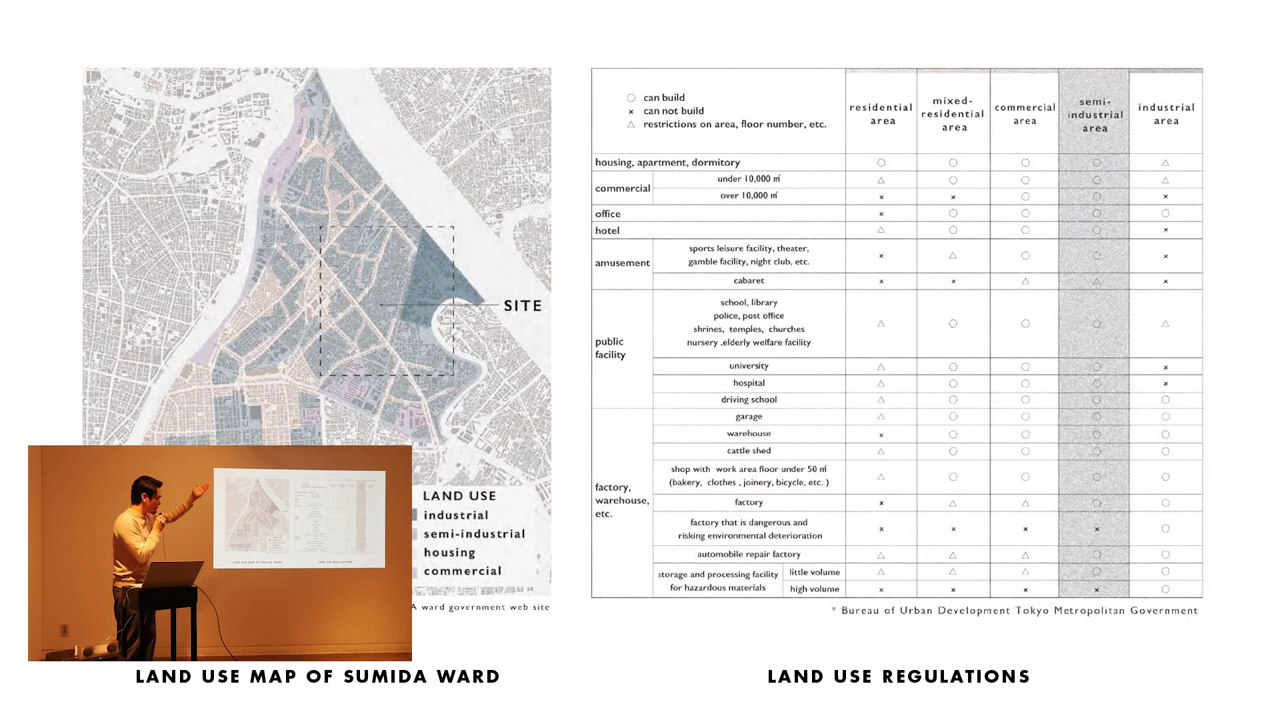 SITE
LAND USE
industrial
semi-industrial
housing
commercial
A ward government web site
LAND USE MAP OF SUMIDA WARD
○ can build
× can not build
△ restrictions on area, floor number, etc.
residential area
mixed-residential area
commercial area
semi-industrial area
industrial area
housing, apartment, dormitory ○ ○ ○ ○ △
commercial
under 10,000 ㎡ △ ○ ○ ○ △
over 10,000 ㎡ × × ○ ○ ×
office × ○ ○ ○ ○
hotel △ ○ ○ ○ ×
amusement
sports leisure facility, theater,
gamble facility, night club, etc. × △ ○ ○ ×
cabaret × × △ △ ×
public
facility
school, library
police, post office
shrines, temples, churches
nursery ,elderly welfare facility △ ○ ○ ○ △
university △ ○ ○ ○ ×
hospital △ ○ ○ ○ ×
driving school △ ○ ○ ○ ○
factory,
warehouse,
etc.
garage △ ○ ○ ○ ○
warehouse × ○ ○ ○ ○
cattle shed △ ○ ○ ○ ○
shop with work area floor under 50 ㎡
(bakery, clothes , joinery, bicycle, etc. ) △ ○ ○ ○ ○
factory × △ △ ○ ○
factory that is dangerous and
risking environmental deterioration × × × × ○
automobile repair factory △ △ △ ○ ○
storage and processing facility
for hazardous materials
little volume △ △ △ ○ ○
high volume × × × × ○
* Bureau of Urban Development Tokyo Metropolitan Government
LAND USE REGULATIONS